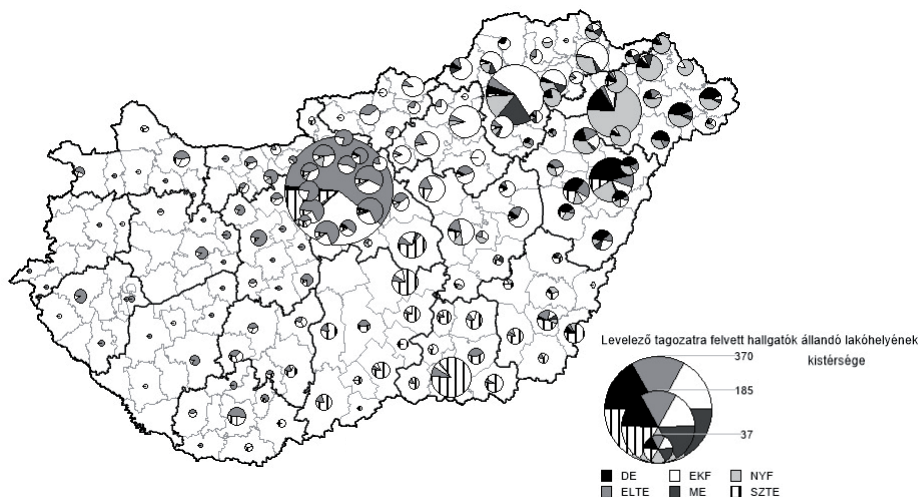 Levelező tagozatra felvett hallgatók állandó lakóhelyének
kistérsége
370
185
37
DE EKF NYF
ELTE ME SZTE